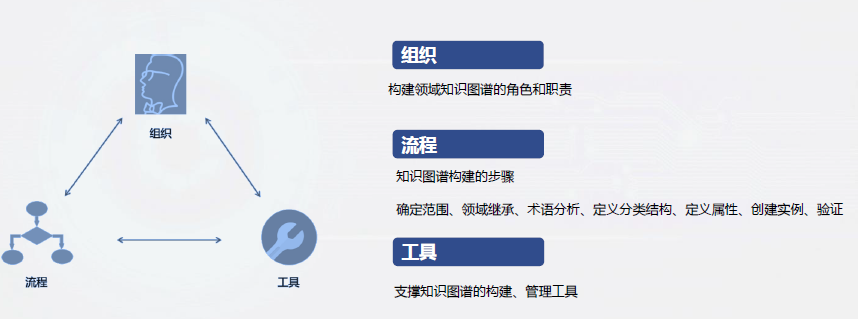 组织
流程
工具
组织
构建领域知识图谱的角色和职责
流程
知识图谱构建的步骤
确定范围、领域继承、术语分析、定义分类结构、定义属性、创建实例、验证
工具
支撑知识图谱的构建、管理工具